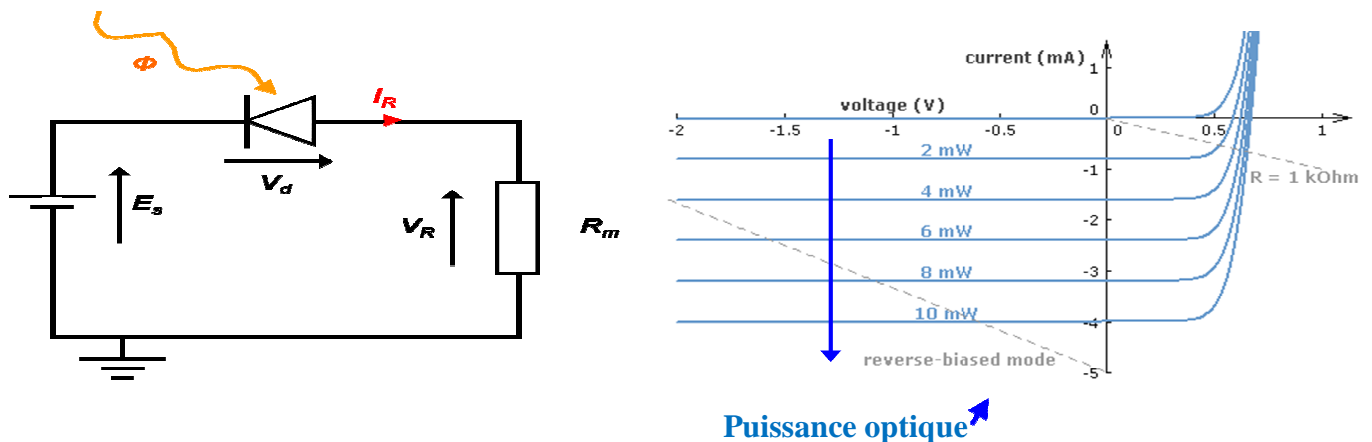 Φ
I_R
V_d
E_s
V_R
R_m
current (mA)
1
voltage (V)
0
-2
-1.5
-1
-0.5
0
0.5
1
2 mW
-1
R = 1 kOhm
4 mW
-2
6 mW
8 mW
-3
10 mW
-4
reverse-biased mode
-5
Puissance optique